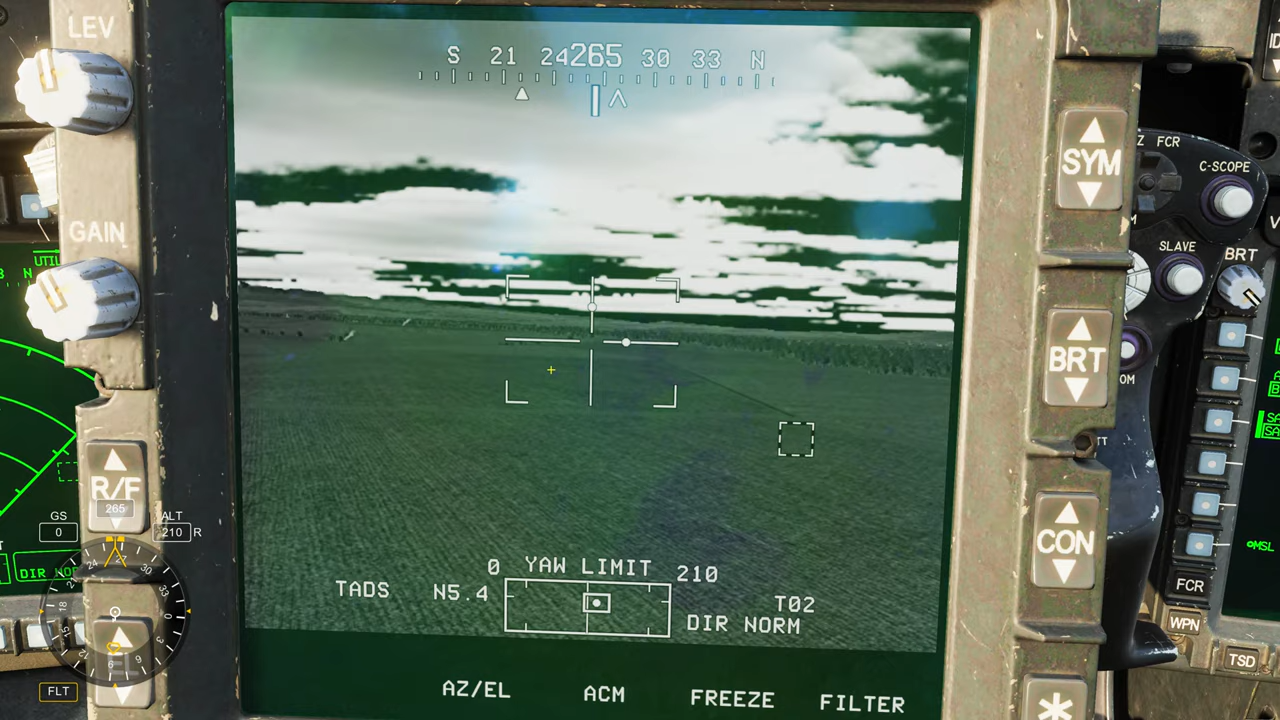 LEV
S 21 24 265 30 33 N
Z FCR
C-SCOPE
SYM
GAIN
SLAVE
BRT
UTIL
BRT
R/F
265
GS
0
ALT
210 R
CON
DIR NOR
0 YAW LIMIT 210
TADS N5.4
T02
DIR NORM
MSL
FCR
WPN
TSD
FLT
AZ/EL ACM FREEZE FILTER
*